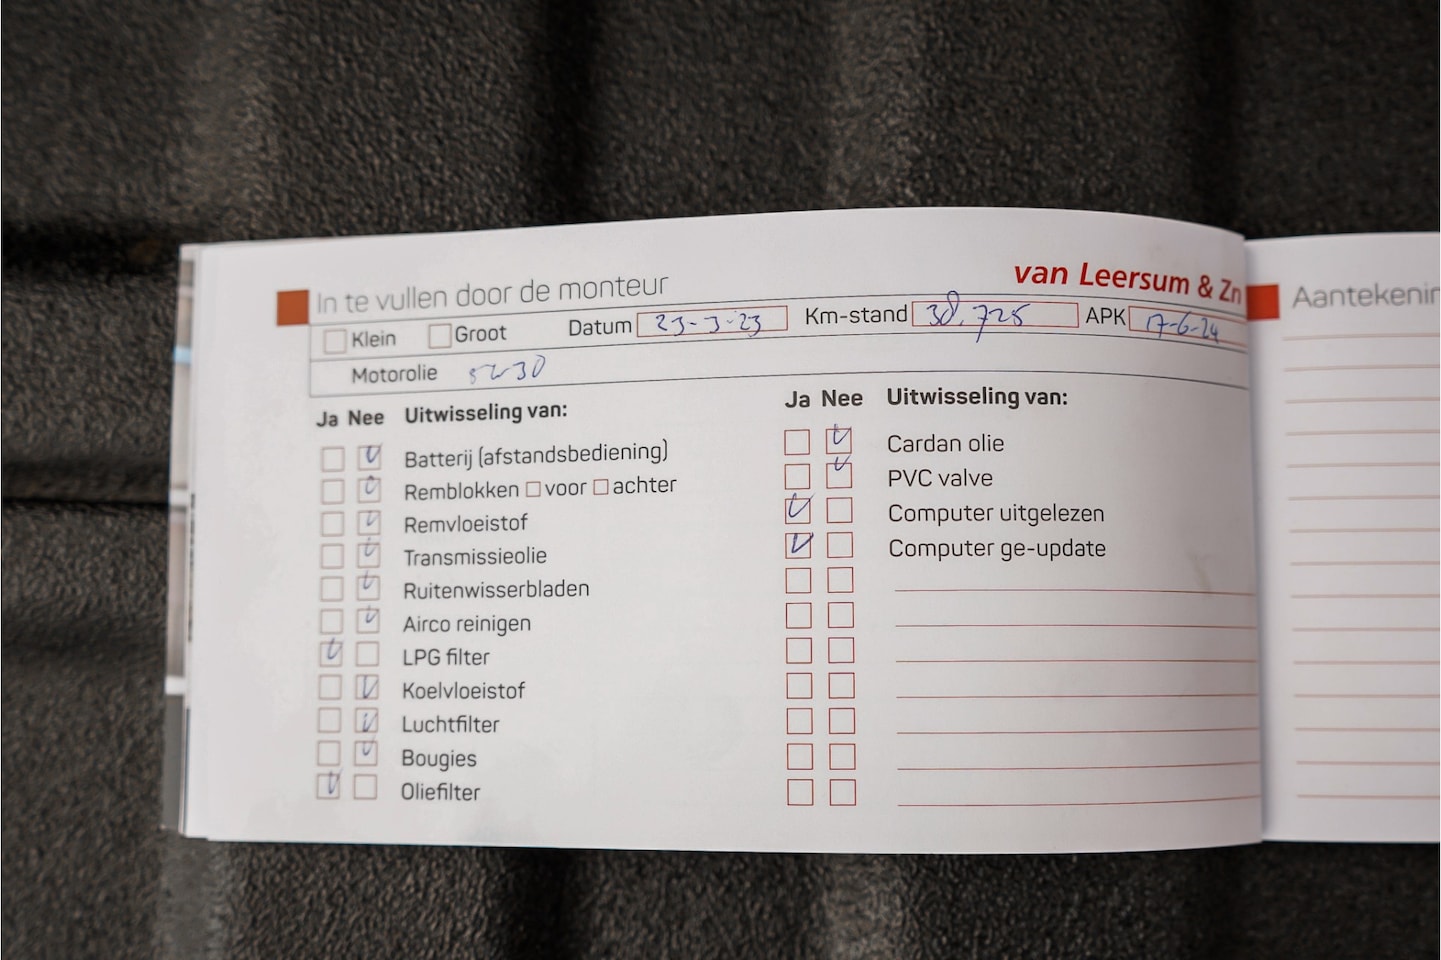 In te vullen door de monteur
van Leersum & Zn
Klein Groot Datum 23-3-23 Km-stand 38.725 APK 17-6-24
Motorolie 5W30
Ja Nee Uitwisseling van:
Batterij (afstandsbediening)
Remblokken voor achter
Remvloeistof
Transmissieolie
Ruitenwisserbladen
Airco reinigen
LPG filter
Koelvloeistof
Luchtfilter
Bougies
Oliefilter
Ja Nee Uitwisseling van:
Cardan olie
PVC valve
Computer uitgelezen
Computer ge-update
Aantekenin